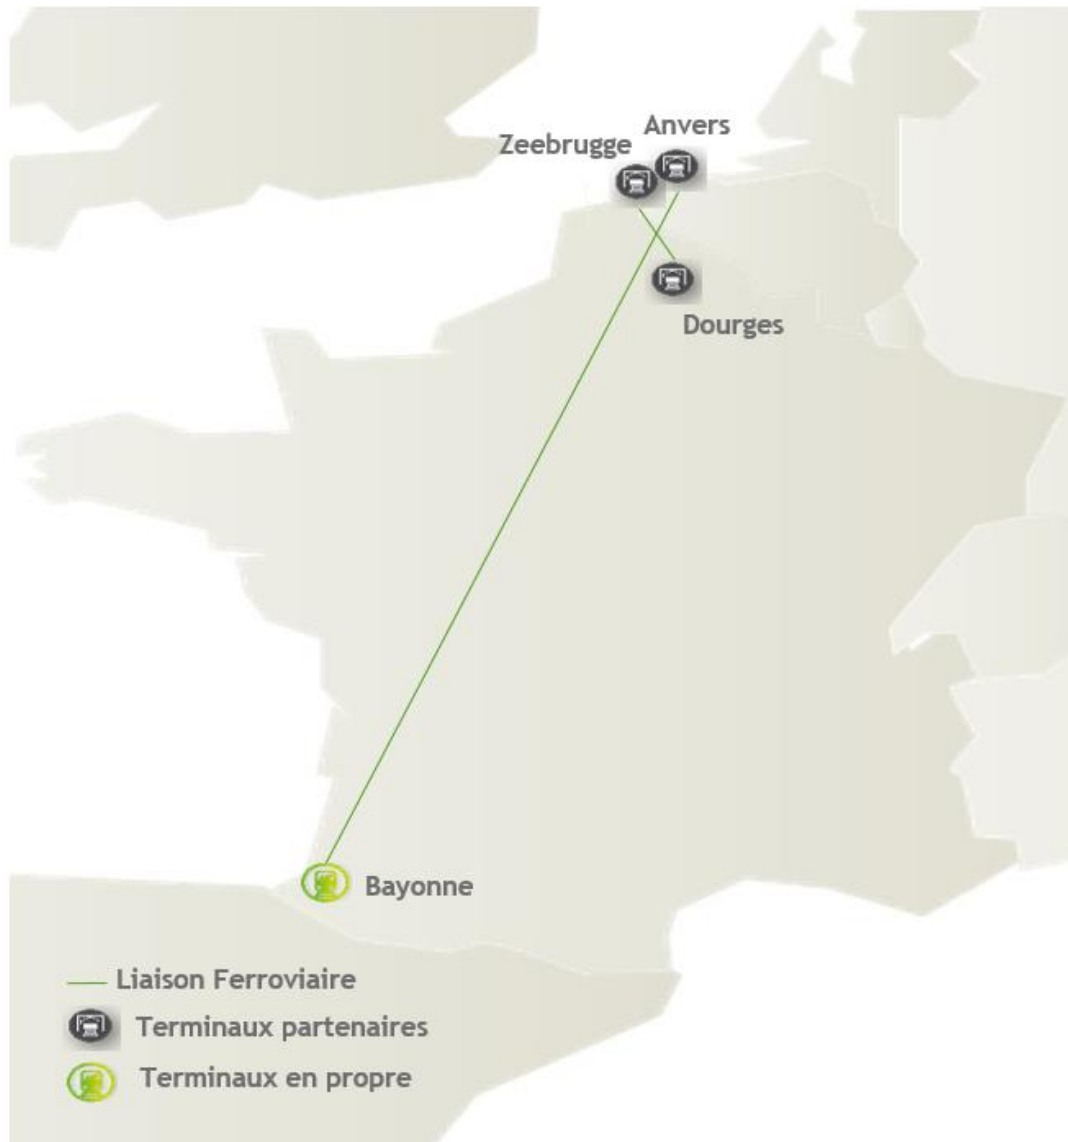 Anvers
Zeebrugge
Dourges
Bayonne
Liaison Ferroviaire
Terminaux partenaires
Terminaux en propre